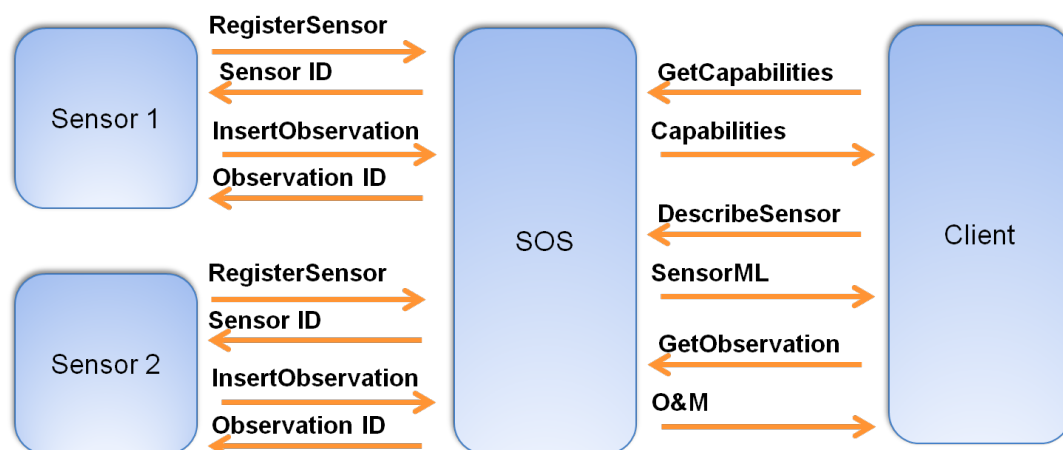 RegisterSensor
Sensor ID
Sensor 1
InsertObservation
Observation ID
RegisterSensor
Sensor ID
Sensor 2
InsertObservation
Observation ID
SOS
GetCapabilities
Capabilities
DescribeSensor
SensorML
GetObservation
O&M
Client